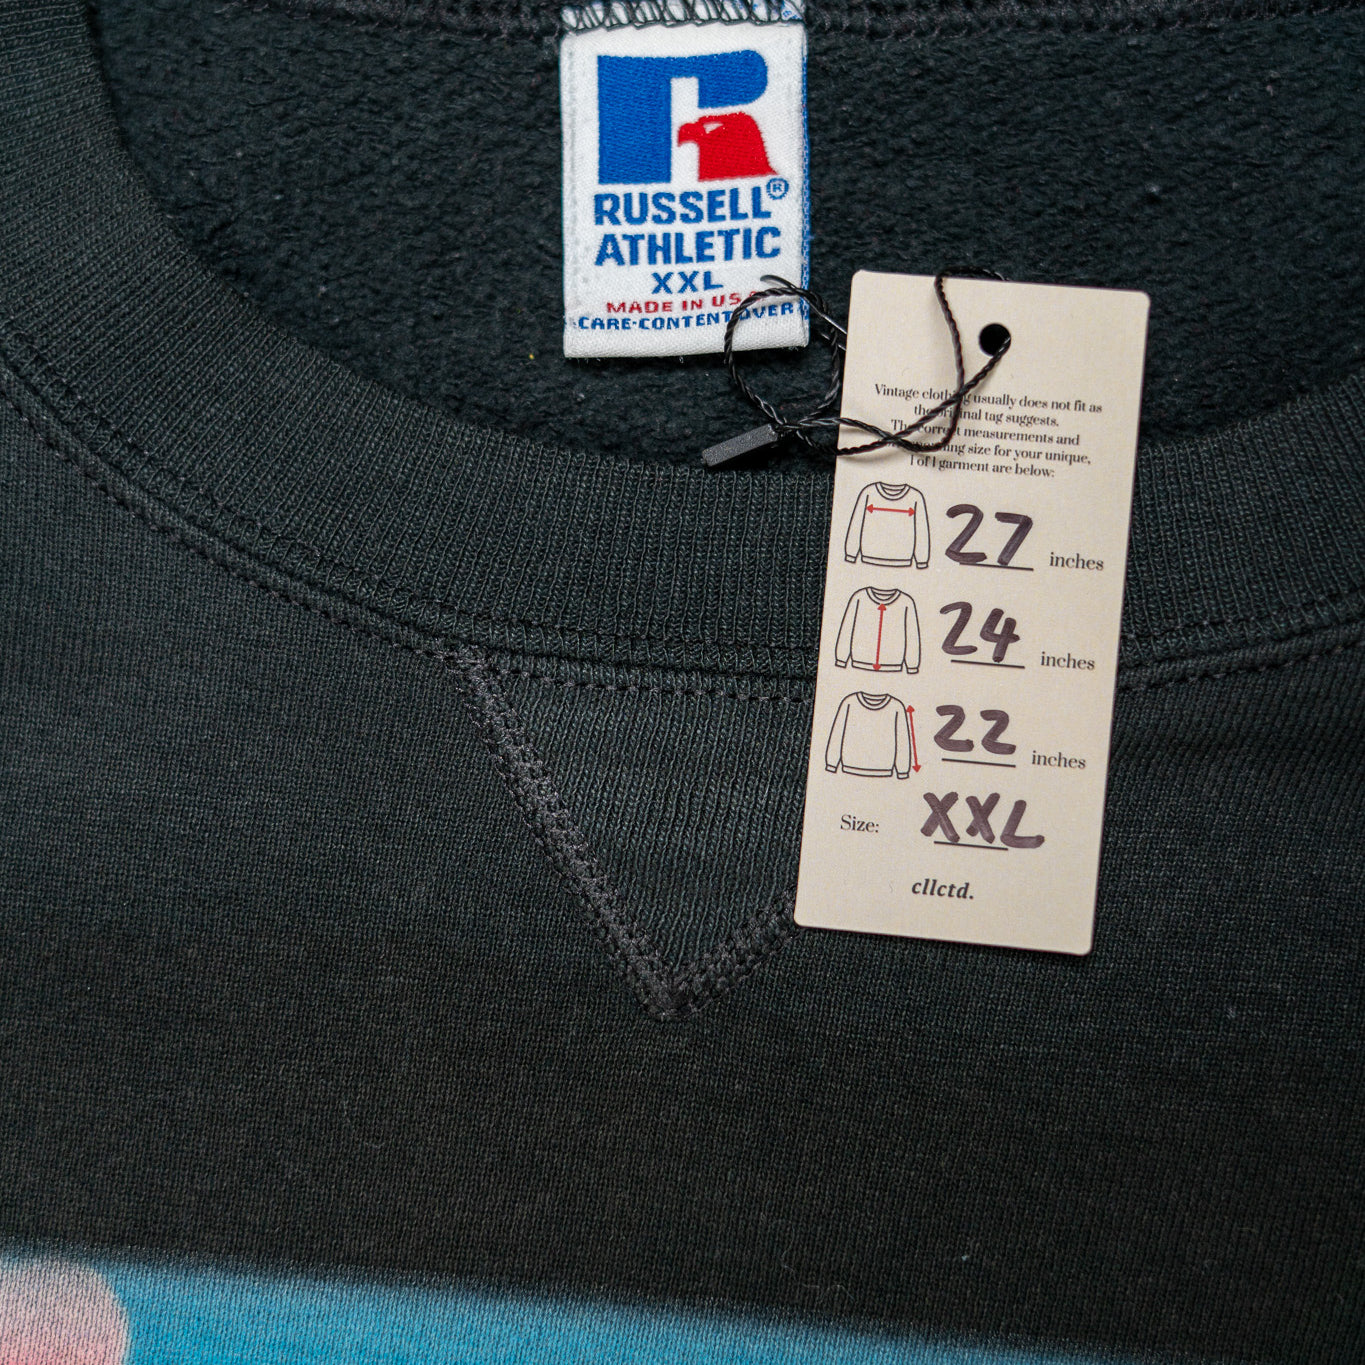 RUSSELL®
ATHLETIC
XXL
MADE IN
CARE·CONTENT OVER
Vintage clothing usually does not fit as
the original tag suggests.
The correct measurements and
size for your unique,
1 of 1 garment are below:
27 inches
24 inches
22 inches
Size: XXL
cllctd.